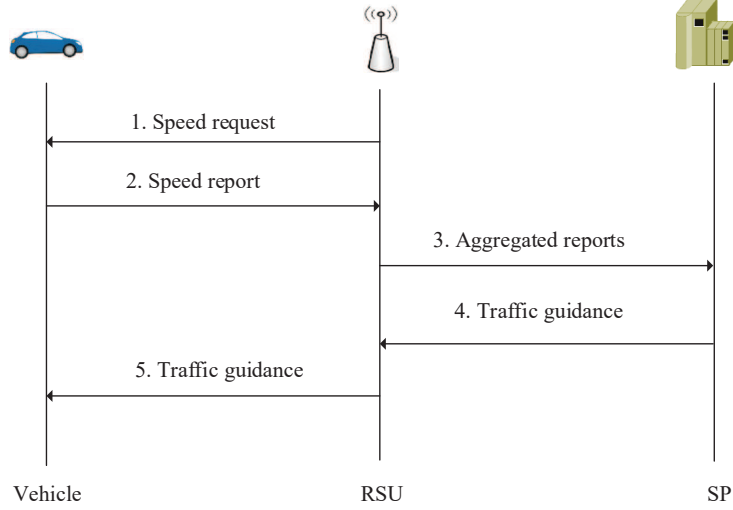 1. Speed request
2. Speed report
3. Aggregated reports
4. Traffic guidance
5. Traffic guidance
Vehicle
RSU
SP